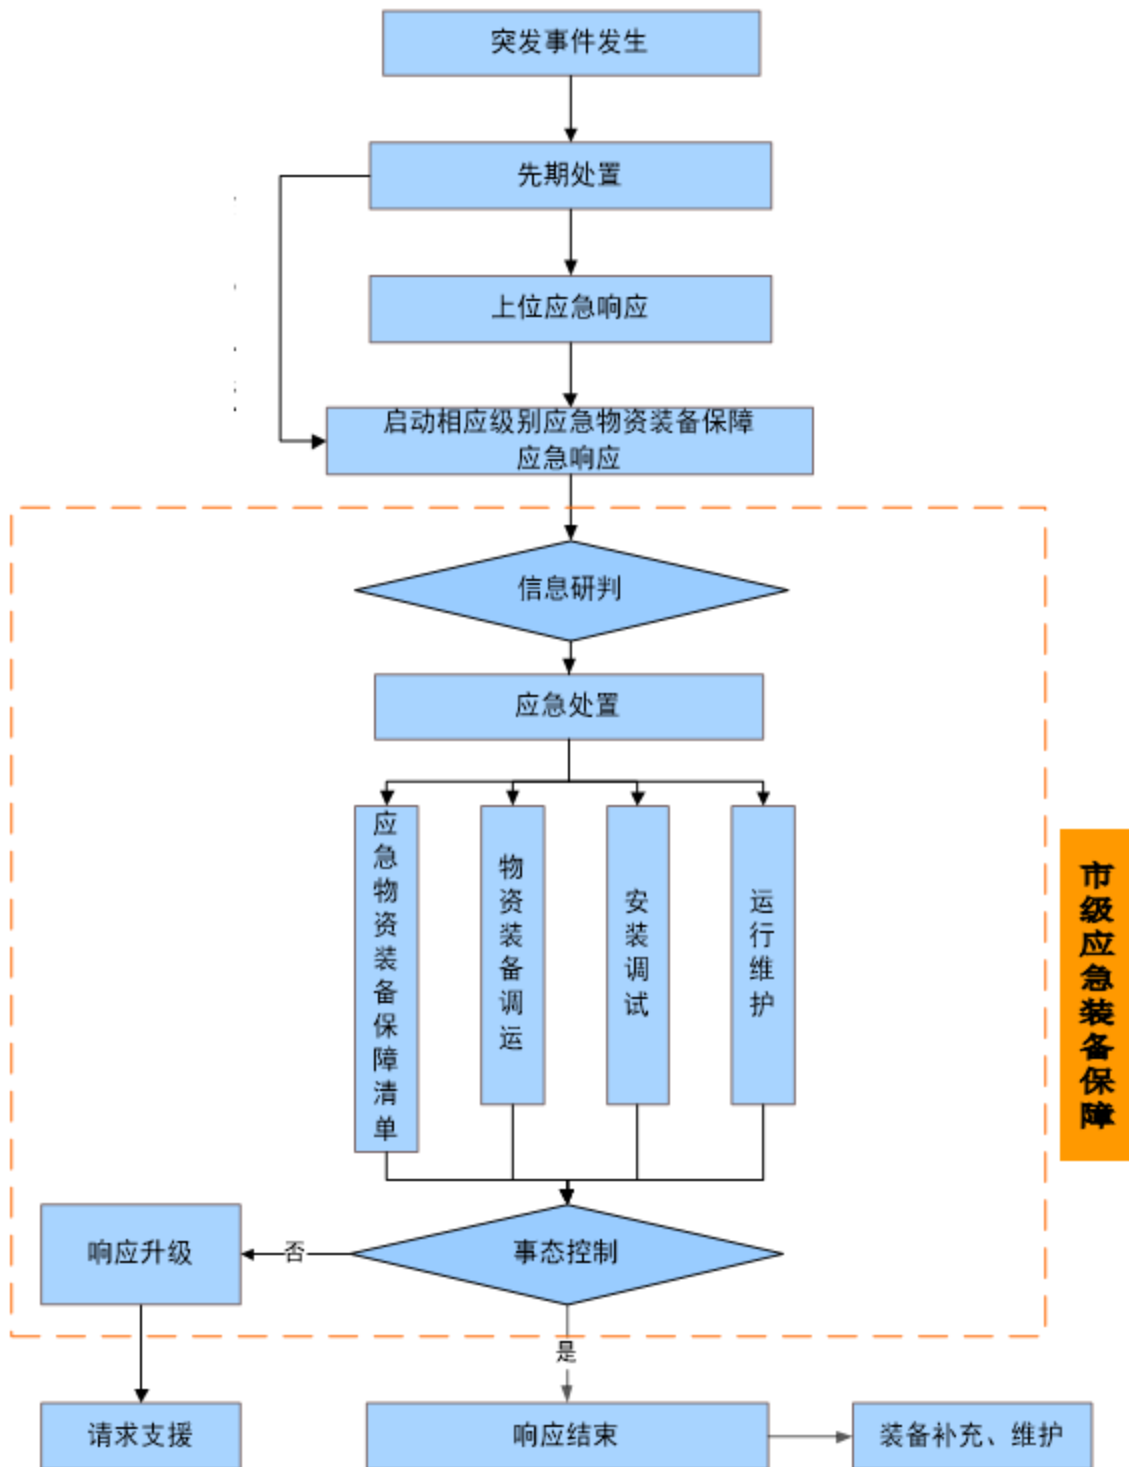 突发事件发生
先期处置
上位应急响应
启动相应级别应急物资装备保障
应急响应
信息研判
应急处置
应急物资装备保障清单
物资装备调运
安装调试
运行维护
市级应急装备保障
事态控制
否
响应升级
是
请求支援
响应结束
装备补充、维护